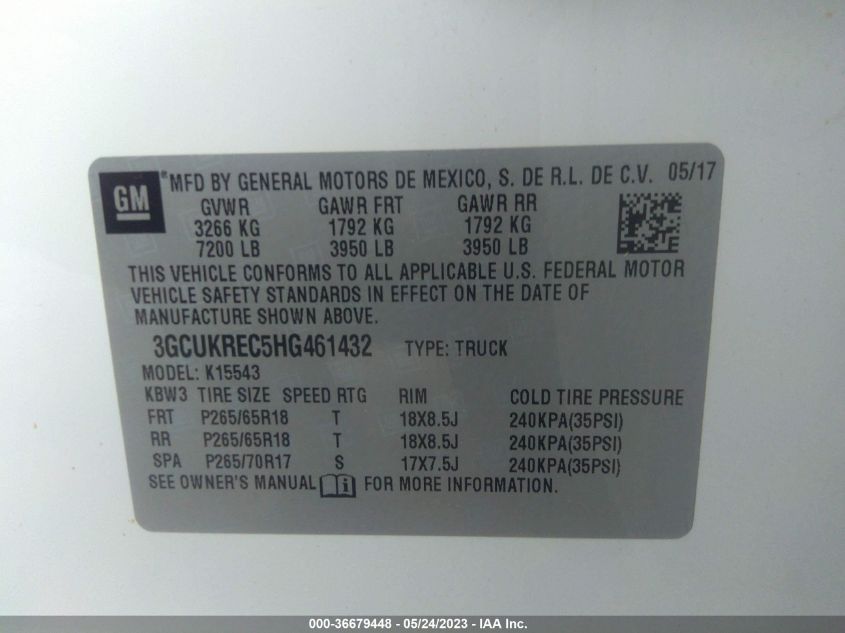 GM ® MFD BY GENERAL MOTORS DE MEXICO, S. DE R.L. DE C.V. 05/17
GVWR GAWR FRT GAWR RR
3266 KG 1792 KG 1792 KG
7200 LB 3950 LB 3950 LB
THIS VEHICLE CONFORMS TO ALL APPLICABLE U.S. FEDERAL MOTOR
VEHICLE SAFETY STANDARDS IN EFFECT ON THE DATE OF
MANUFACTURE SHOWN ABOVE.
3GCUKREC5HG461432 TYPE: TRUCK
MODEL: K15543
KBW3 TIRE SIZE SPEED RTG RIM COLD TIRE PRESSURE
FRT P265/65R18 T 18X8.5J 240KPA(35PSI)
RR P265/65R18 T 18X8.5J 240KPA(35PSI)
SPA P265/70R17 S 17X7.5J 240KPA(35PSI)
SEE OWNER'S MANUAL i FOR MORE INFORMATION.
000-36679448 - 05/24/2023 - IAA Inc.